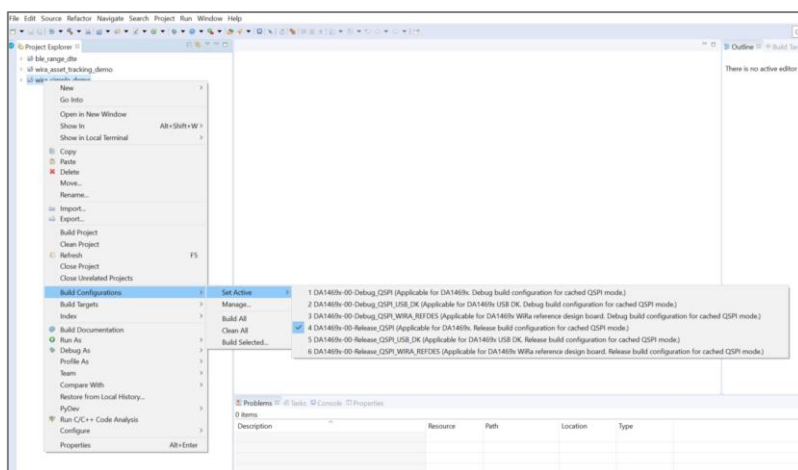 File Edit Source Refactor Navigate Search Project Run Window Help
Project Explorer
ble_range_dte
wira_asset_tracking_demo
wira_simple_demo
New
Go Into
Open in New Window
Show In Alt+Shift+W
Show in Local Terminal
Copy
Paste
Delete
Move...
Rename...
Import...
Export...
Build Project
Clean Project
Refresh F5
Close Project
Close Unrelated Projects
Build Configurations
Build Targets
Index
Build Documentation
Run As
Debug As
Profile As
Team
Compare With
Restore from Local History...
PyDev
Run C/C++ Code Analysis
Configure
Properties Alt+Enter
Set Active
Manage...
Build All
Clean All
Build Selected...
1 DA1469x-00-Debug_QSPI (Applicable for DA1469x. Debug build configuration for cached QSPI mode.)
2 DA1469x-00-Debug_QSPI_USB_DK (Applicable for DA1469x USB DK. Debug build configuration for cached QSPI mode.)
3 DA1469x-00-Debug_QSPI_WIRA_REFDES (Applicable for DA1469x WiRa reference design board. Debug build configuration for cached QSPI mode.)
4 DA1469x-00-Release_QSPI (Applicable for DA1469x. Release build configuration for cached QSPI mode.)
5 DA1469x-00-Release_QSPI_USB_DK (Applicable for DA1469x USB DK. Release build configuration for cached QSPI mode.)
6 DA1469x-00-Release_QSPI_WIRA_REFDES (Applicable for DA1469x WiRa reference design board. Release build configuration for cached QSPI mode.)
Outline Build Tar
There is no active editor
Problems Tasks Console Properties
0 items
Description Resource Path Location Type